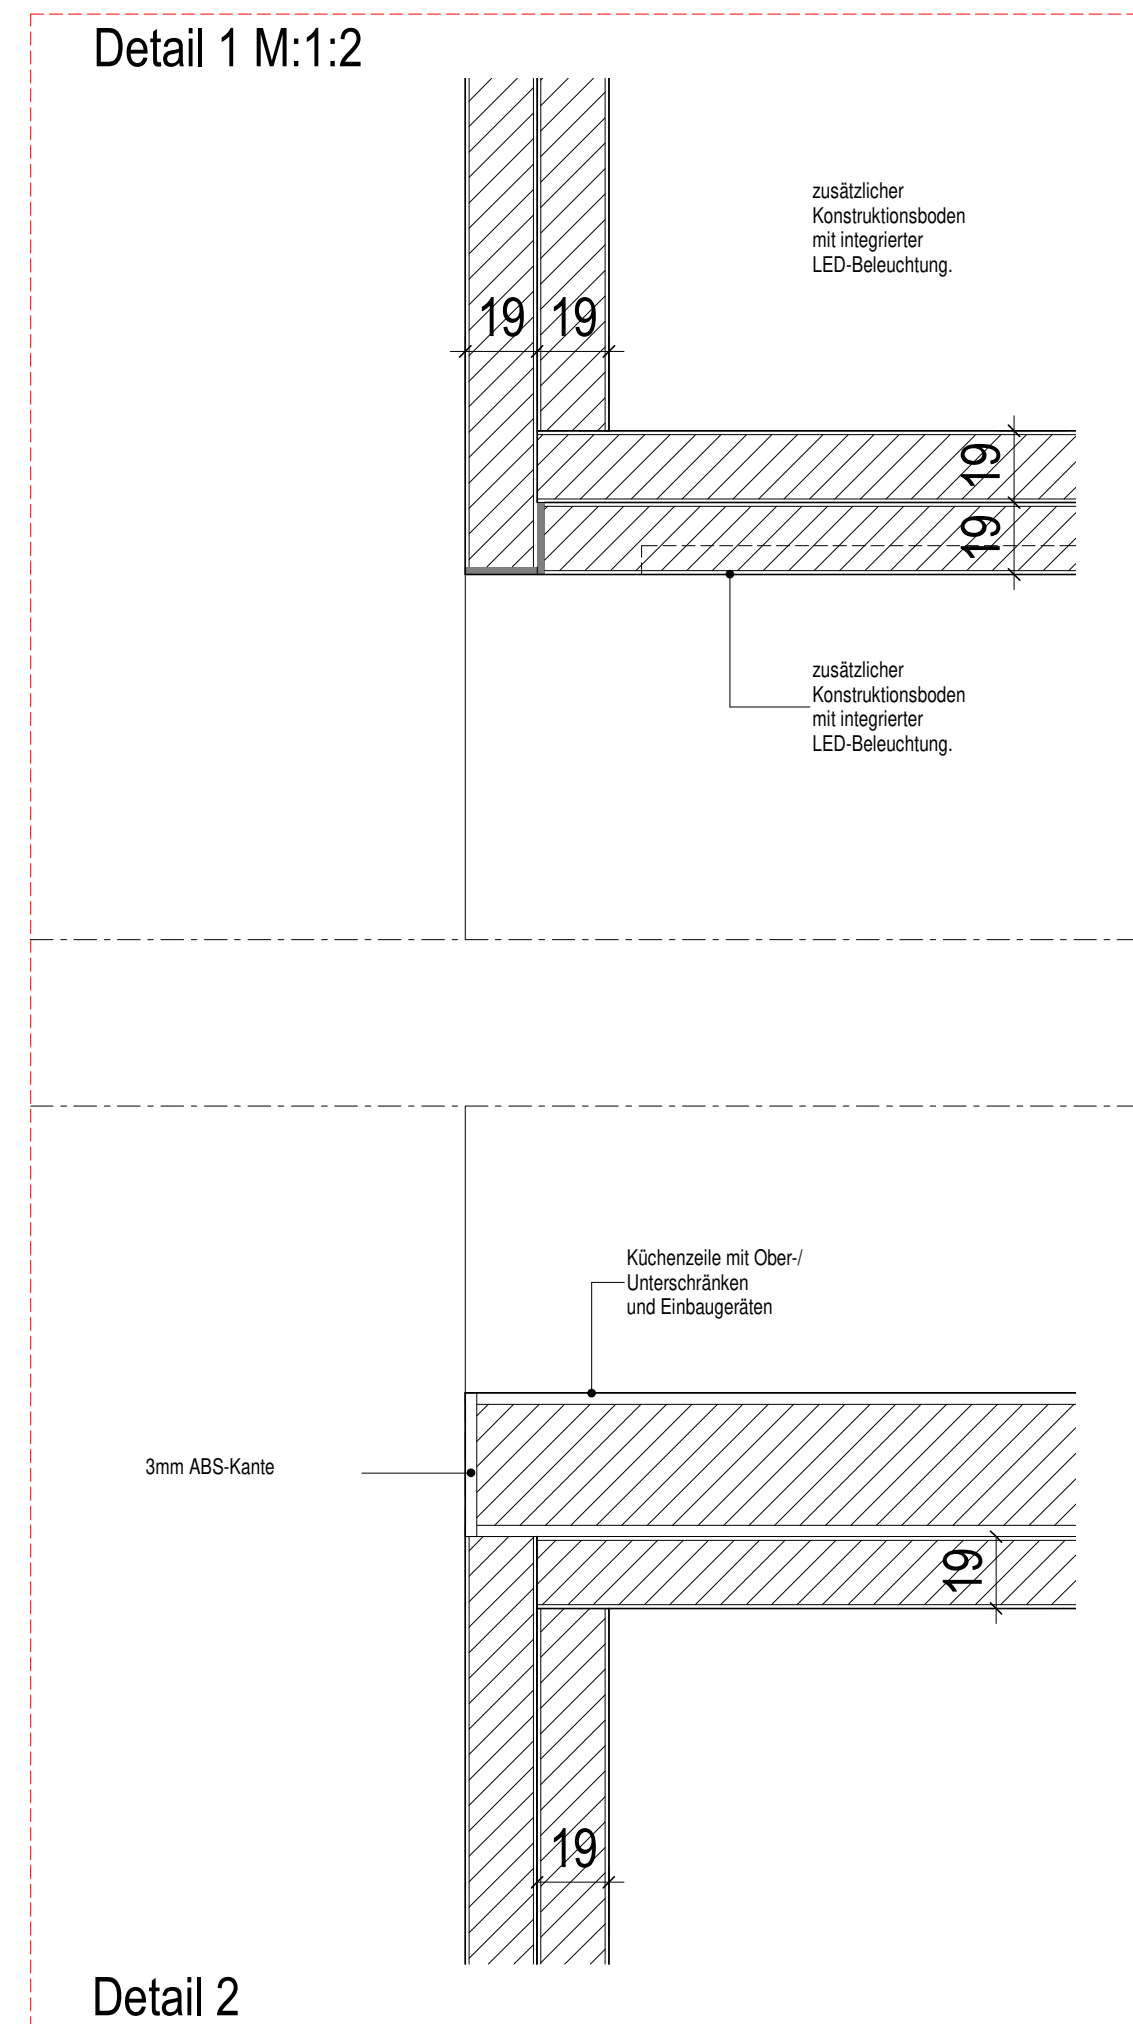 Detail 1 M:1:2
zusätzlicher
Konstruktionsboden
mit integrierter
LED-Beleuchtung.
19 19
19
19
zusätzlicher
Konstruktionsboden
mit integrierter
LED-Beleuchtung.
Küchenzeile mit Ober-/
Unterschränken
und Einbaugeräten
3mm ABS-Kante
19
19
Detail 2